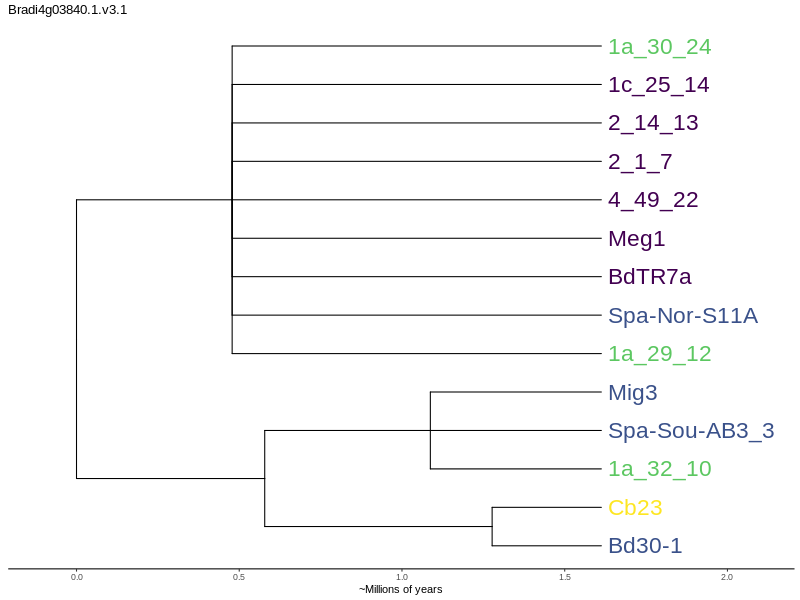 Bradi4g03840.1.v3.1
1a_30_24
1c_25_14
2_14_13
2_1_7
4_49_22
Meg1
BdTR7a
Spa-Nor-S11A
1a_29_12
Mig3
Spa-Sou-AB3_3
1a_32_10
Cb23
Bd30-1
0.0 0.5 1.0 1.5 2.0
~Millions of years